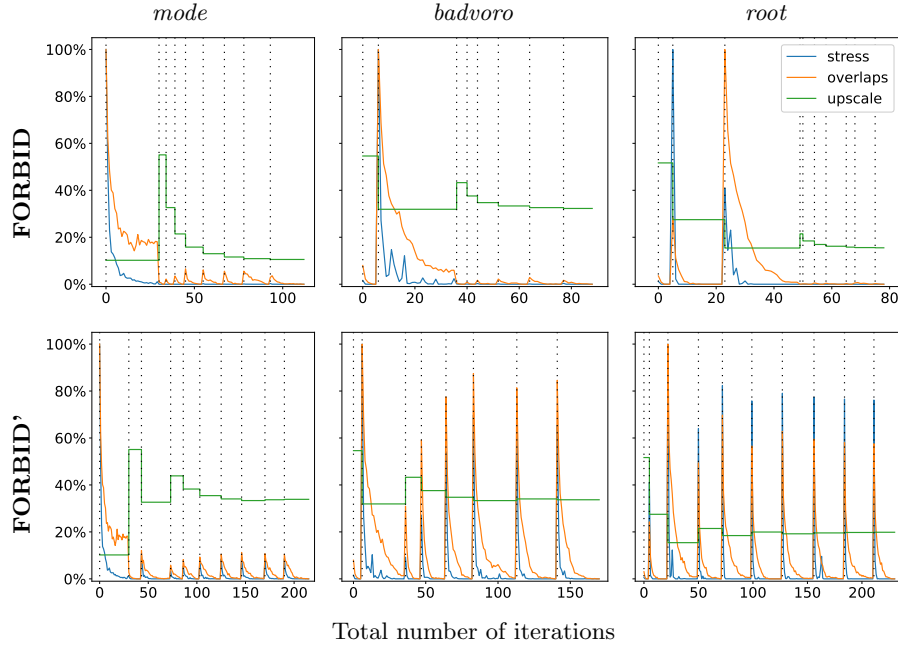 mode badvoro root
FORBID
100%
80%
60%
40%
20%
0%
0 50 100
0 20 40 60 80
0 20 40 60 80
stress
overlaps
upscale
FORBID'
100%
80%
60%
40%
20%
0%
0 50 100 150 200
0 50 100 150
0 50 100 150 200
Total number of iterations